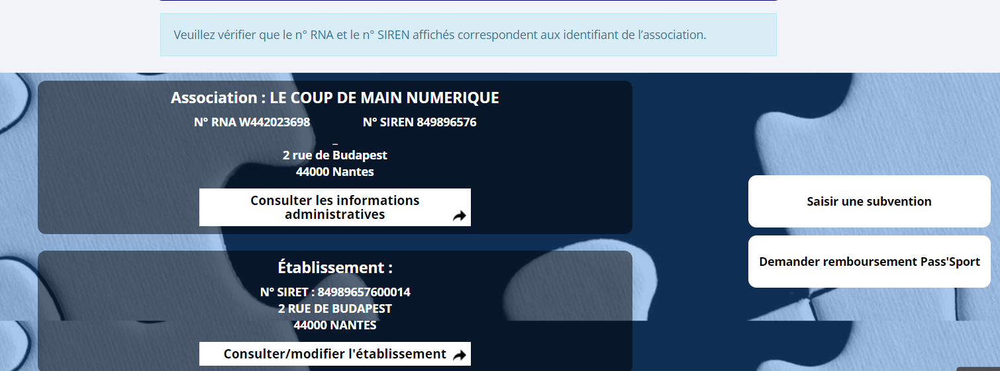 Veuillez vérifier que le n° RNA et le n° SIREN affichés correspondent aux identifiant de l’association.
Association : LE COUP DE MAIN NUMERIQUE
N° RNA W442023698 N° SIREN 849896576
_
2 rue de Budapest
44000 Nantes
Consulter les informations
administratives
Établissement :
N° SIRET : 84989657600014
2 RUE DE BUDAPEST
44000 NANTES
Consulter/modifier l'établissement
Saisir une subvention
Demander remboursement Pass'Sport